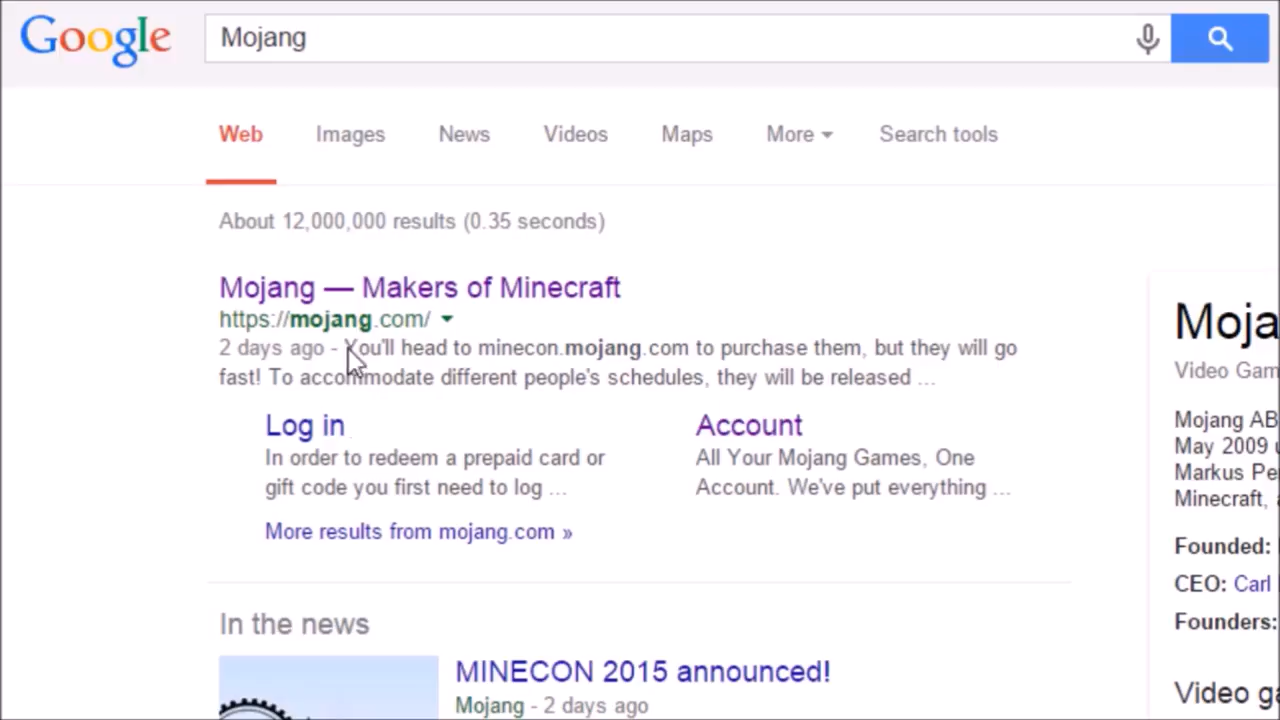 Google
Mojang
Web Images News Videos Maps More Search tools
About 12,000,000 results (0.35 seconds)
Mojang — Makers of Minecraft
https://mojang.com/
2 days ago - You'll head to minecon.mojang.com to purchase them, but they will go
fast! To accommodate different people's schedules, they will be released ...
Log in
In order to redeem a prepaid card or
gift code you first need to log ...
Account
All Your Mojang Games, One
Account. We've put everything ...
More results from mojang.com »
In the news
MINECON 2015 announced!
Mojang - 2 days ago
Moja
Video Gam
Mojang AB
May 2009 u
Markus Pe
Minecraft, a
Founded:
CEO: Carl
Founders:
Video ga